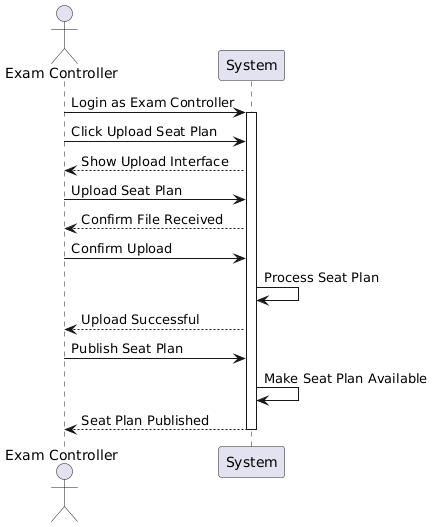 Exam Controller
System
Login as Exam Controller
Click Upload Seat Plan
Show Upload Interface
Upload Seat Plan
Confirm File Received
Confirm Upload
Process Seat Plan
Upload Successful
Publish Seat Plan
Make Seat Plan Available
Seat Plan Published
Exam Controller
System